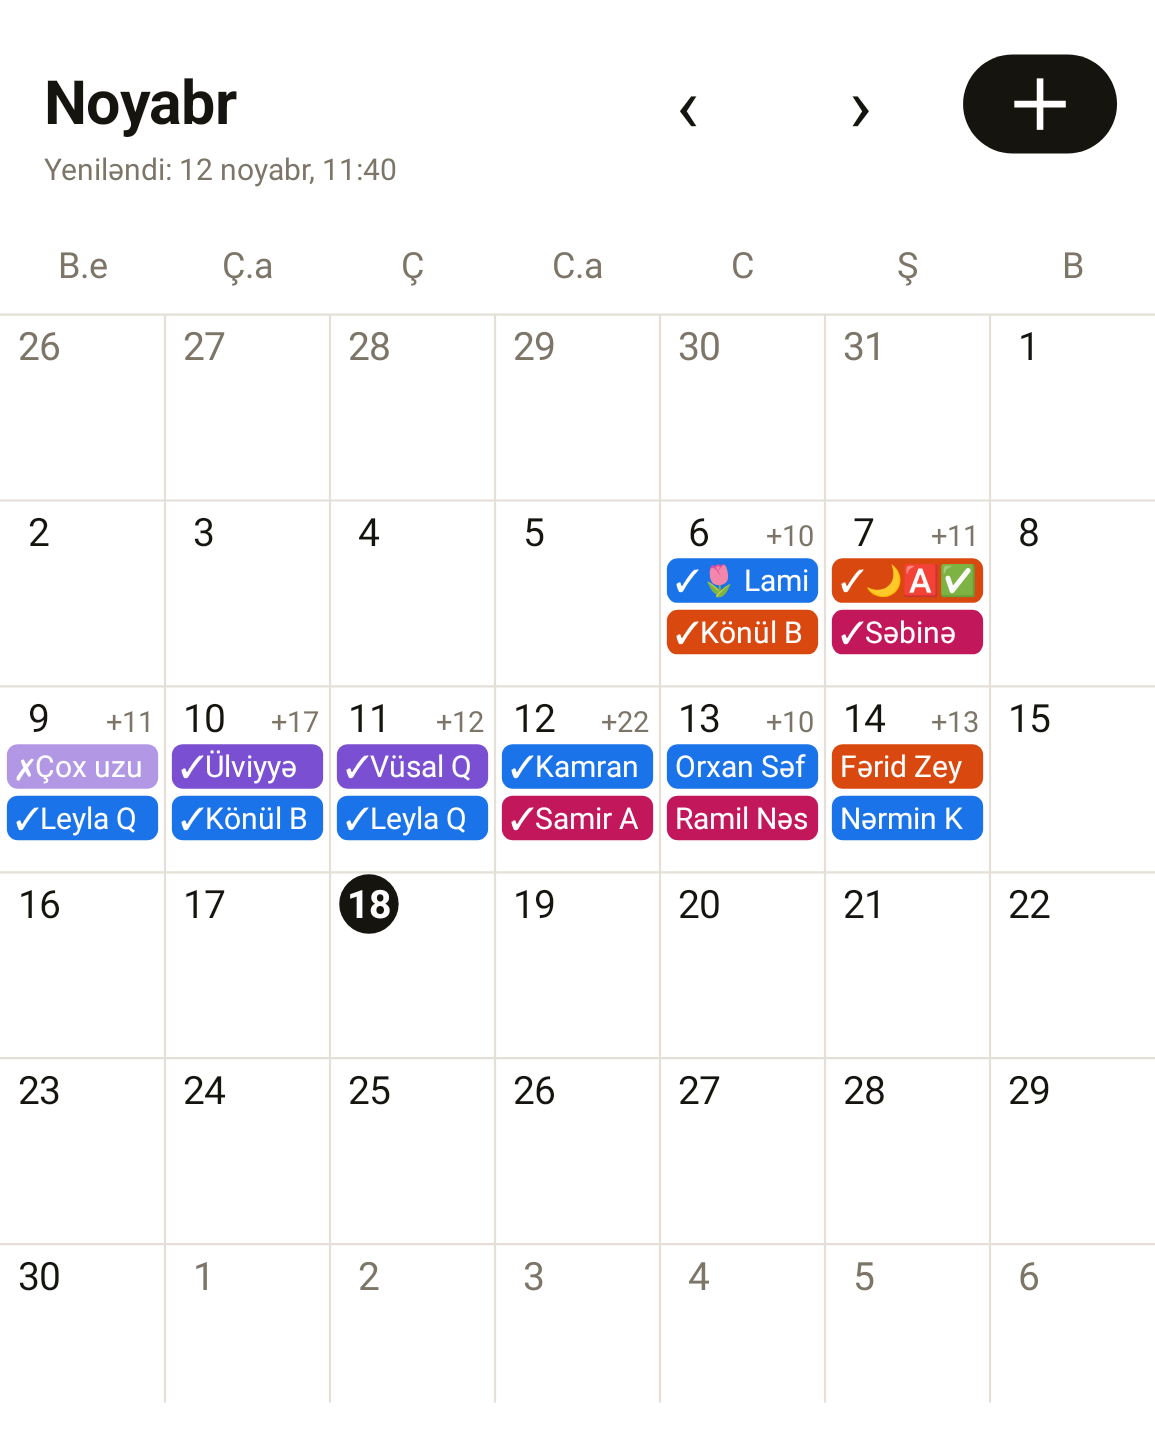 Noyabr
‹ › +
Yeniləndi: 12 noyabr, 11:40
B.e Ç.a Ç C.a C Ş B
26 27 28 29 30 31 1
2 3 4 5 6 +10 7 +11 8
✓🌷 Lami ✓🌙🅰✅
✓Könül B ✓Səbinə
9 +11 10 +17 11 +12 12 +22 13 +10 14 +13 15
✗Çox uzu ✓Ülviyyə ✓Vüsal Q ✓Kamran Orxan Səf Fərid Zey
✓Leyla Q ✓Könül B ✓Leyla Q ✓Samir A Ramil Nəs Nərmin K
16 17 18 19 20 21 22
23 24 25 26 27 28 29
30 1 2 3 4 5 6